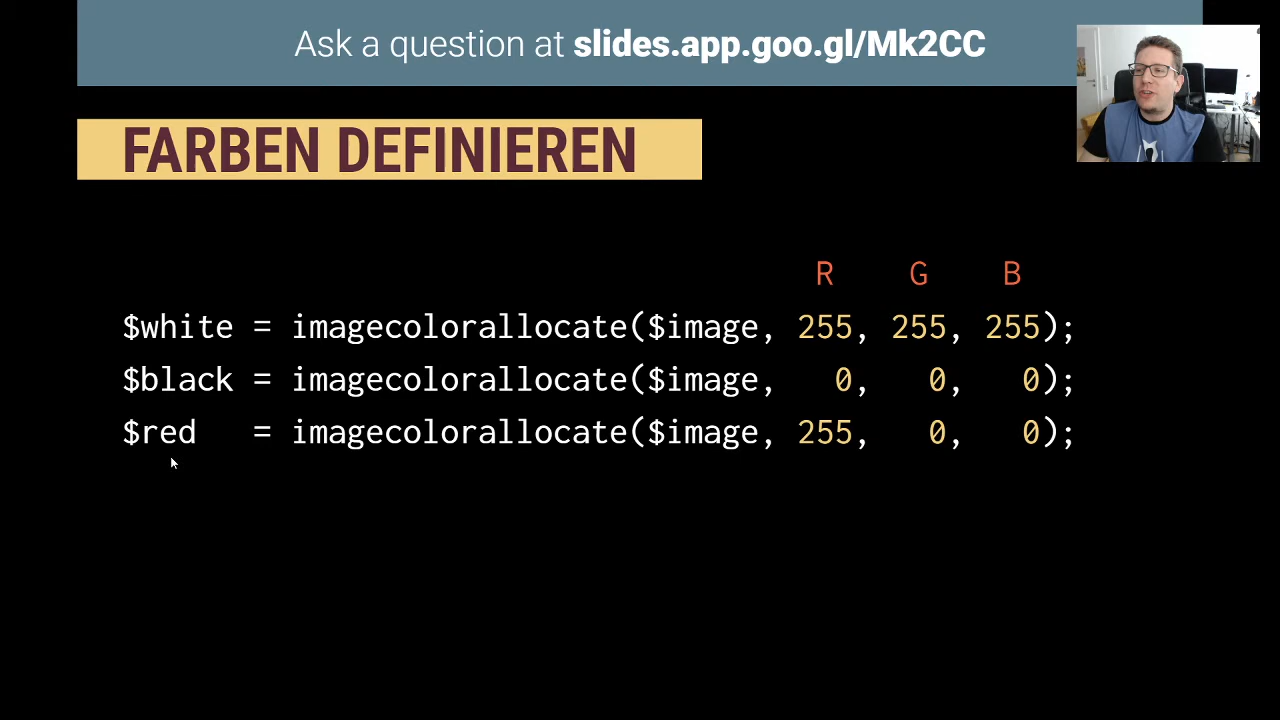 Ask a question at slides.app.goo.gl/Mk2CC
FARBEN DEFINIEREN
R G B
$white = imagecolorallocate($image, 255, 255, 255);
$black = imagecolorallocate($image,   0,   0,   0);
$red   = imagecolorallocate($image, 255,   0,   0);